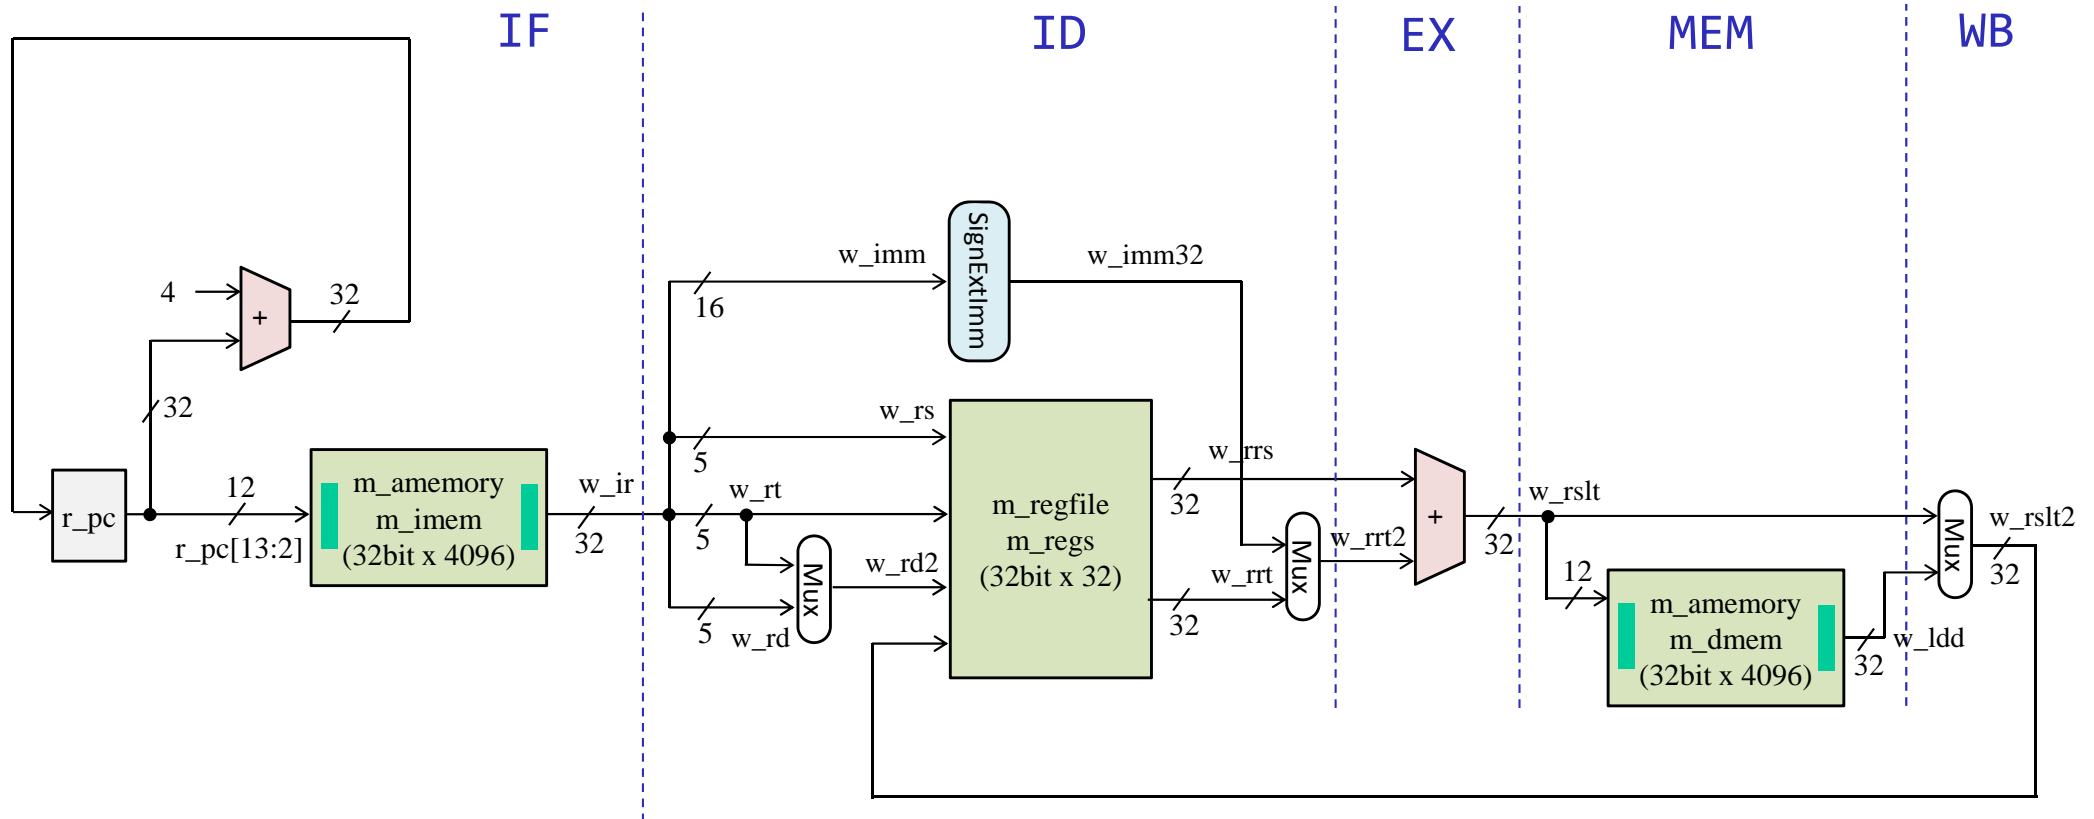 IF
ID
EX
MEM
WB
4
+
32
32
r_pc
12
r_pc[13:2]
m_amemory
m_imem
(32bit x 4096)
w_ir
32
16
w_imm
SignExtImm
w_imm32
5
w_rs
5
w_rt
5
w_rd
Mux
w_rd2
m_regfile
m_regs
(32bit x 32)
w_rrs
32
w_rrt
32
Mux
w_rrt2
+
32
w_rslt
12
m_amemory
m_dmem
(32bit x 4096)
32
w_ldd
Mux
w_rslt2
32